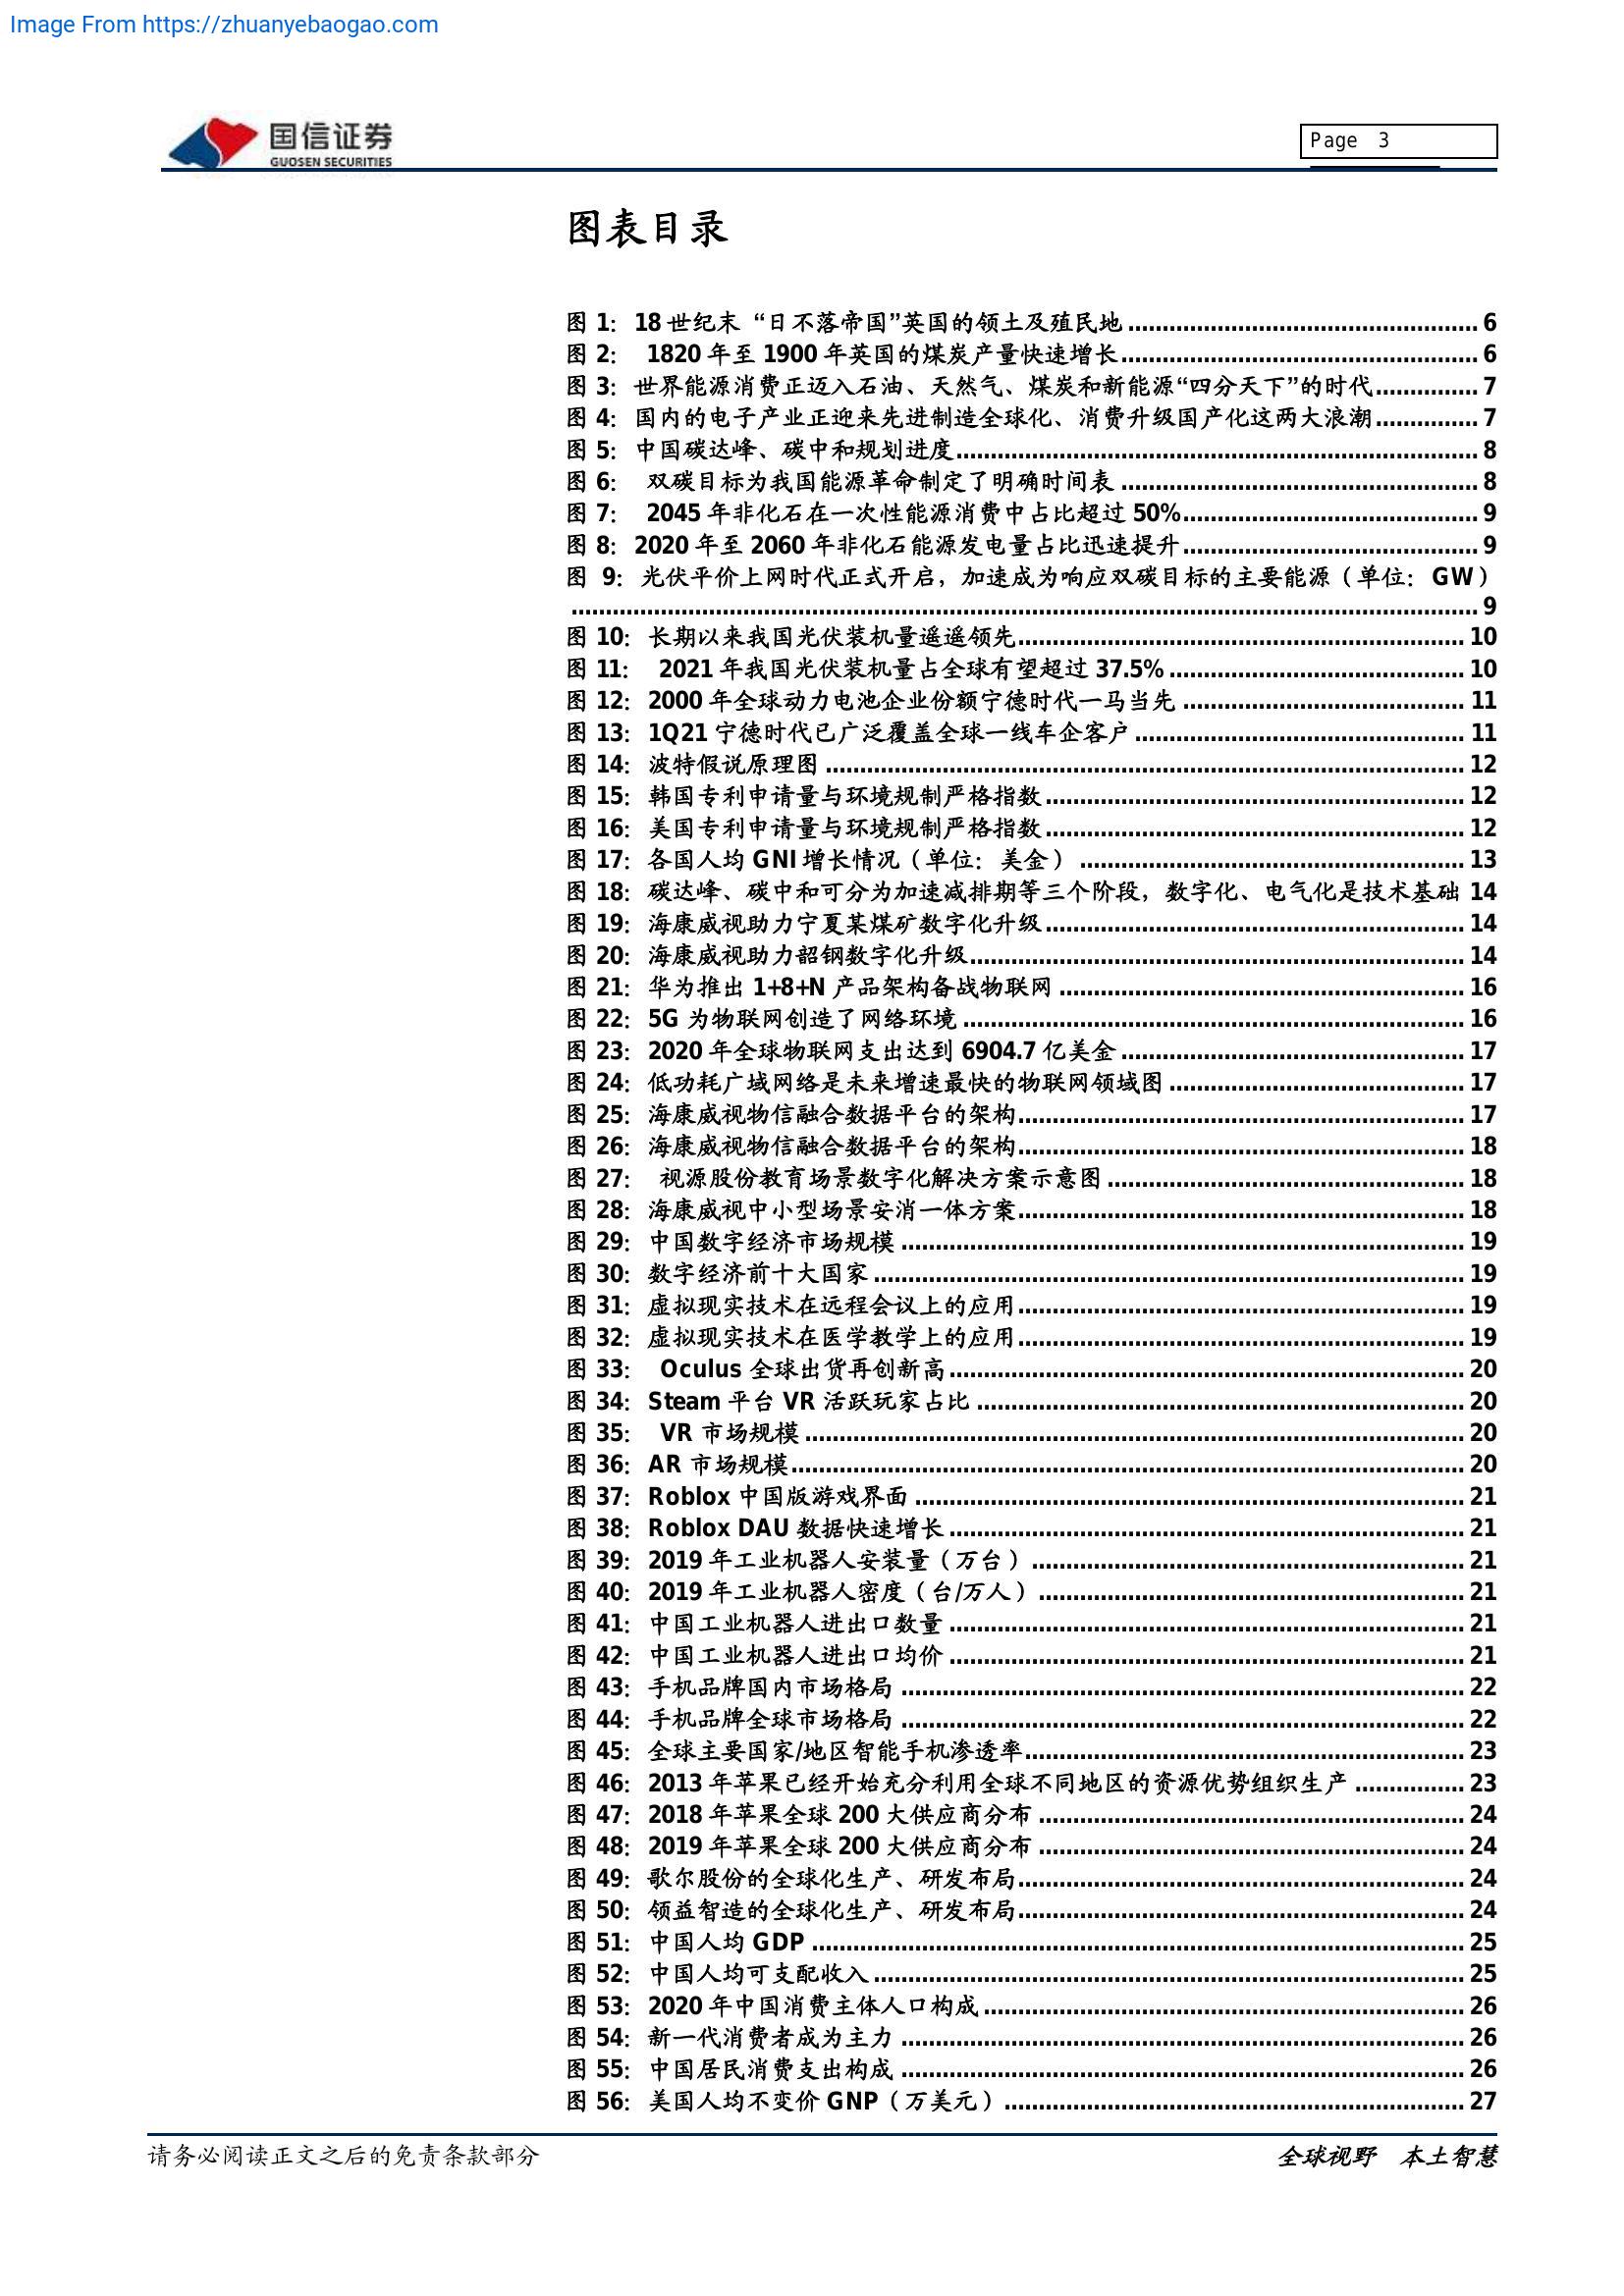 Image From https://zhuanyebaogao.com
国信证券
GUOSEN SECURITIES
Page 3
图表目录
图 1：18 世纪末 “日不落帝国”英国的领土及殖民地 6
图 2： 1820 年至 1900 年英国的煤炭产量快速增长 6
图 3：世界能源消费正迈入石油、天然气、煤炭和新能源“四分天下”的时代 7
图 4：国内的电子产业正迎来先进制造全球化、消费升级国产化这两大浪潮 7
图 5：中国碳达峰、碳中和规划进度 8
图 6： 双碳目标为我国能源革命制定了明确时间表 8
图 7： 2045 年非化石在一次性能源消费中占比超过 50% 9
图 8：2020 年至 2060 年非化石能源发电量占比迅速提升 9
图 9：光伏平价上网时代正式开启，加速成为响应双碳目标的主要能源（单位：GW）
9
图 10：长期以来我国光伏装机量遥遥领先 10
图 11： 2021 年我国光伏装机量占全球有望超过 37.5% 10
图 12：2000 年全球动力电池企业份额宁德时代一马当先 11
图 13：1Q21 宁德时代已广泛覆盖全球一线车企客户 11
图 14：波特假说原理图 12
图 15：韩国专利申请量与环境规制严格指数 12
图 16：美国专利申请量与环境规制严格指数 12
图 17：各国人均 GNI 增长情况（单位：美金） 13
图 18：碳达峰、碳中和可分为加速减排期等三个阶段，数字化、电气化是技术基础 14
图 19：海康威视助力宁夏某煤矿数字化升级 14
图 20：海康威视助力韶钢数字化升级 14
图 21：华为推出 1+8+N 产品架构备战物联网 16
图 22：5G 为物联网创造了网络环境 16
图 23：2020 年全球物联网支出达到 6904.7 亿美金 17
图 24：低功耗广域网络是未来增速最快的物联网领域图 17
图 25：海康威视物信融合数据平台的架构 17
图 26：海康威视物信融合数据平台的架构 18
图 27： 视源股份教育场景数字化解决方案示意图 18
图 28：海康威视中小型场景安消一体方案 18
图 29：中国数字经济市场规模 19
图 30：数字经济前十大国家 19
图 31：虚拟现实技术在远程会议上的应用 19
图 32：虚拟现实技术在医学教学上的应用 19
图 33： Oculus 全球出货再创新高 20
图 34：Steam 平台 VR 活跃玩家占比 20
图 35： VR 市场规模 20
图 36：AR 市场规模 20
图 37：Roblox 中国版游戏界面 21
图 38：Roblox DAU 数据快速增长 21
图 39：2019 年工业机器人安装量（万台） 21
图 40：2019 年工业机器人密度（台/万人） 21
图 41：中国工业机器人进出口数量 21
图 42：中国工业机器人进出口均价 21
图 43：手机品牌国内市场格局 22
图 44：手机品牌全球市场格局 22
图 45：全球主要国家/地区智能手机渗透率 23
图 46：2013 年苹果已经开始充分利用全球不同地区的资源优势组织生产 23
图 47：2018 年苹果全球 200 大供应商分布 24
图 48：2019 年苹果全球 200 大供应商分布 24
图 49：歌尔股份的全球化生产、研发布局 24
图 50：领益智造的全球化生产、研发布局 24
图 51：中国人均 GDP 25
图 52：中国人均可支配收入 25
图 53：2020 年中国消费主体人口构成 26
图 54：新一代消费者成为主力 26
图 55：中国居民消费支出构成 26
图 56：美国人均不变价 GNP（万美元） 27
请务必阅读正文之后的免责条款部分
全球视野 本土智慧